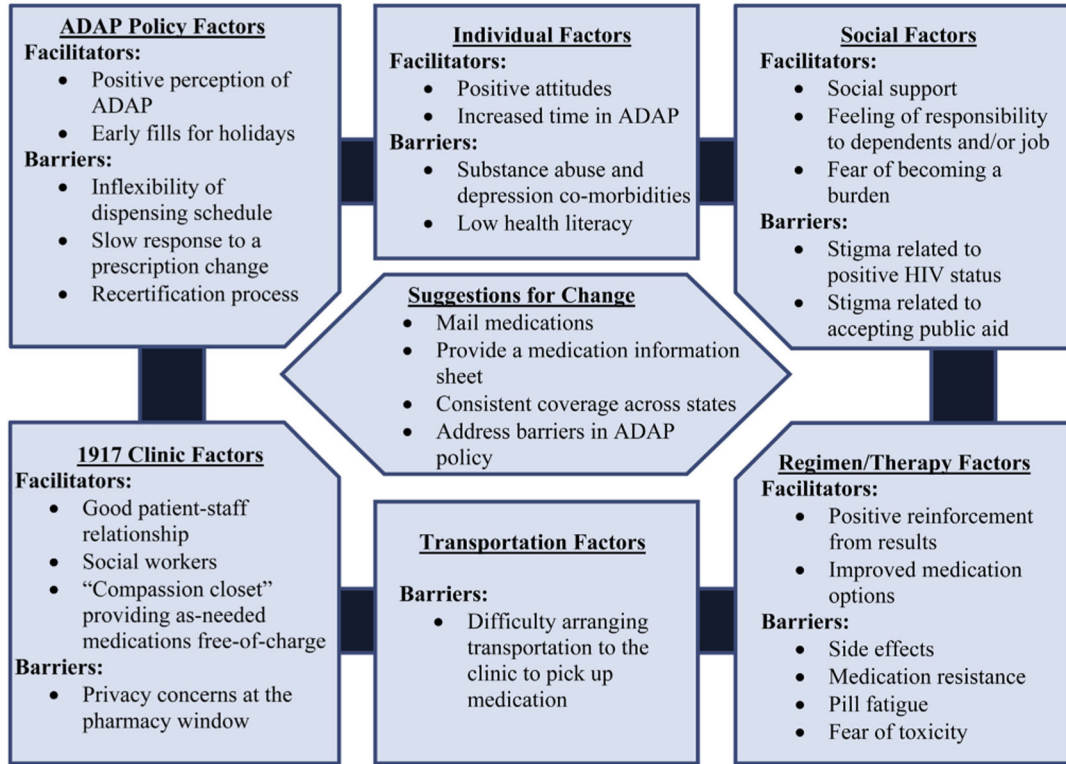 ADAP Policy Factors
Facilitators:
• Positive perception of
ADAP
• Early fills for holidays
Barriers:
• Inflexibility of
dispensing schedule
• Slow response to a
prescription change
• Recertification process
Individual Factors
Facilitators:
• Positive attitudes
• Increased time in ADAP
Barriers:
• Substance abuse and
depression co-morbidities
• Low health literacy
Social Factors
Facilitators:
• Social support
• Feeling of responsibility
to dependents and/or job
• Fear of becoming a
burden
Barriers:
• Stigma related to
positive HIV status
• Stigma related to
accepting public aid
Suggestions for Change
• Mail medications
• Provide a medication information
sheet
• Consistent coverage across states
• Address barriers in ADAP
policy
1917 Clinic Factors
Facilitators:
• Good patient-staff
relationship
• Social workers
• “Compassion closet”
providing as-needed
medications free-of-charge
Barriers:
• Privacy concerns at the
pharmacy window
Transportation Factors
Barriers:
• Difficulty arranging
transportation to the
clinic to pick up
medication
Regimen/Therapy Factors
Facilitators:
• Positive reinforcement
from results
• Improved medication
options
Barriers:
• Side effects
• Medication resistance
• Pill fatigue
• Fear of toxicity